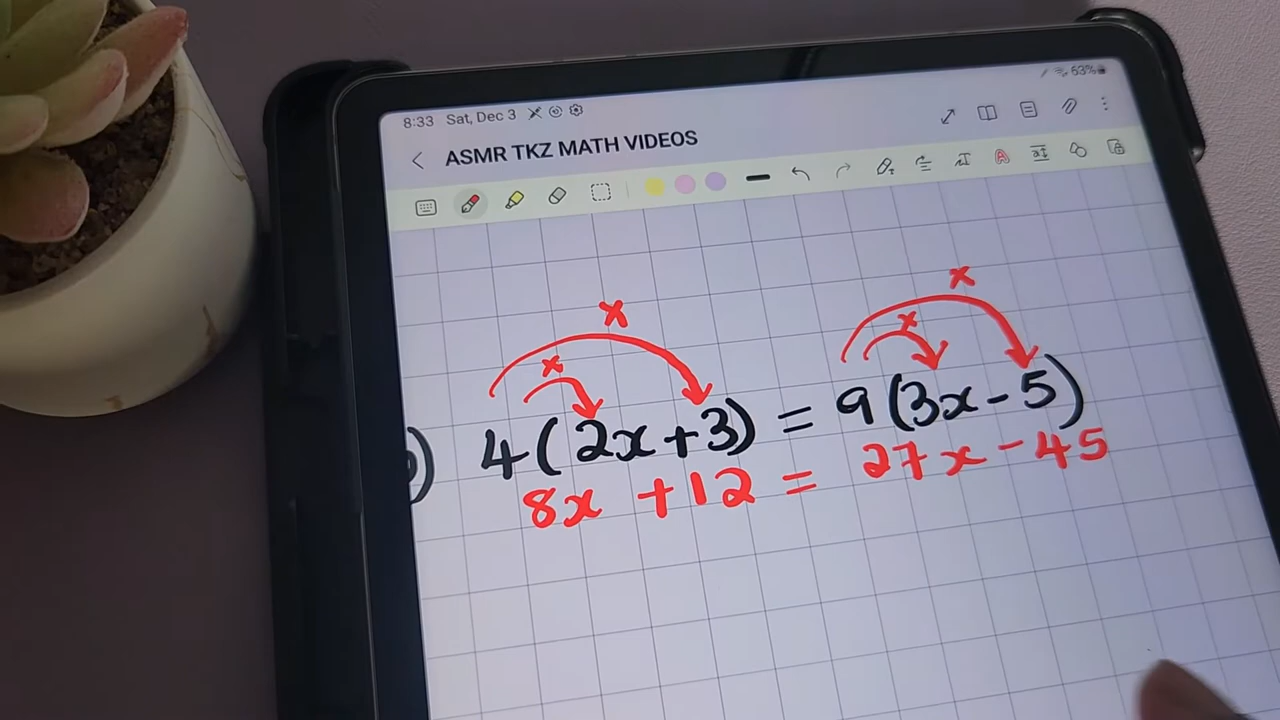 8:33 Sat, Dec 3 63%
ASMR TKZ MATH VIDEOS
x x
x x
) 4(2x+3) = 9(3x-5)
8x +12 = 27x-45